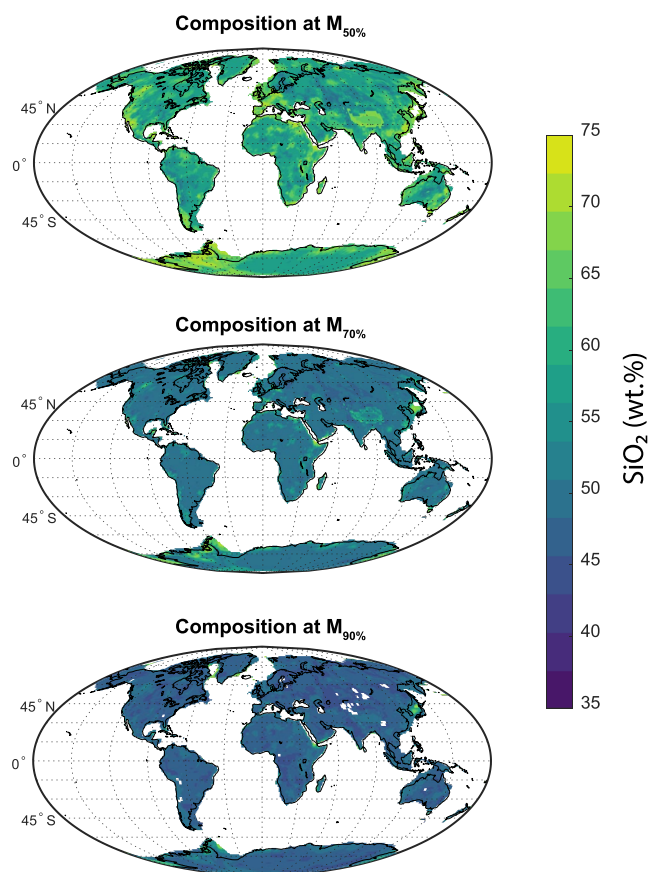 Composition at M50%
45° N
0°
45° S
Composition at M70%
45° N
0°
45° S
Composition at M90%
45° N
0°
45° S
75
70
65
60
55
50
45
40
35
SiO₂ (wt.%)